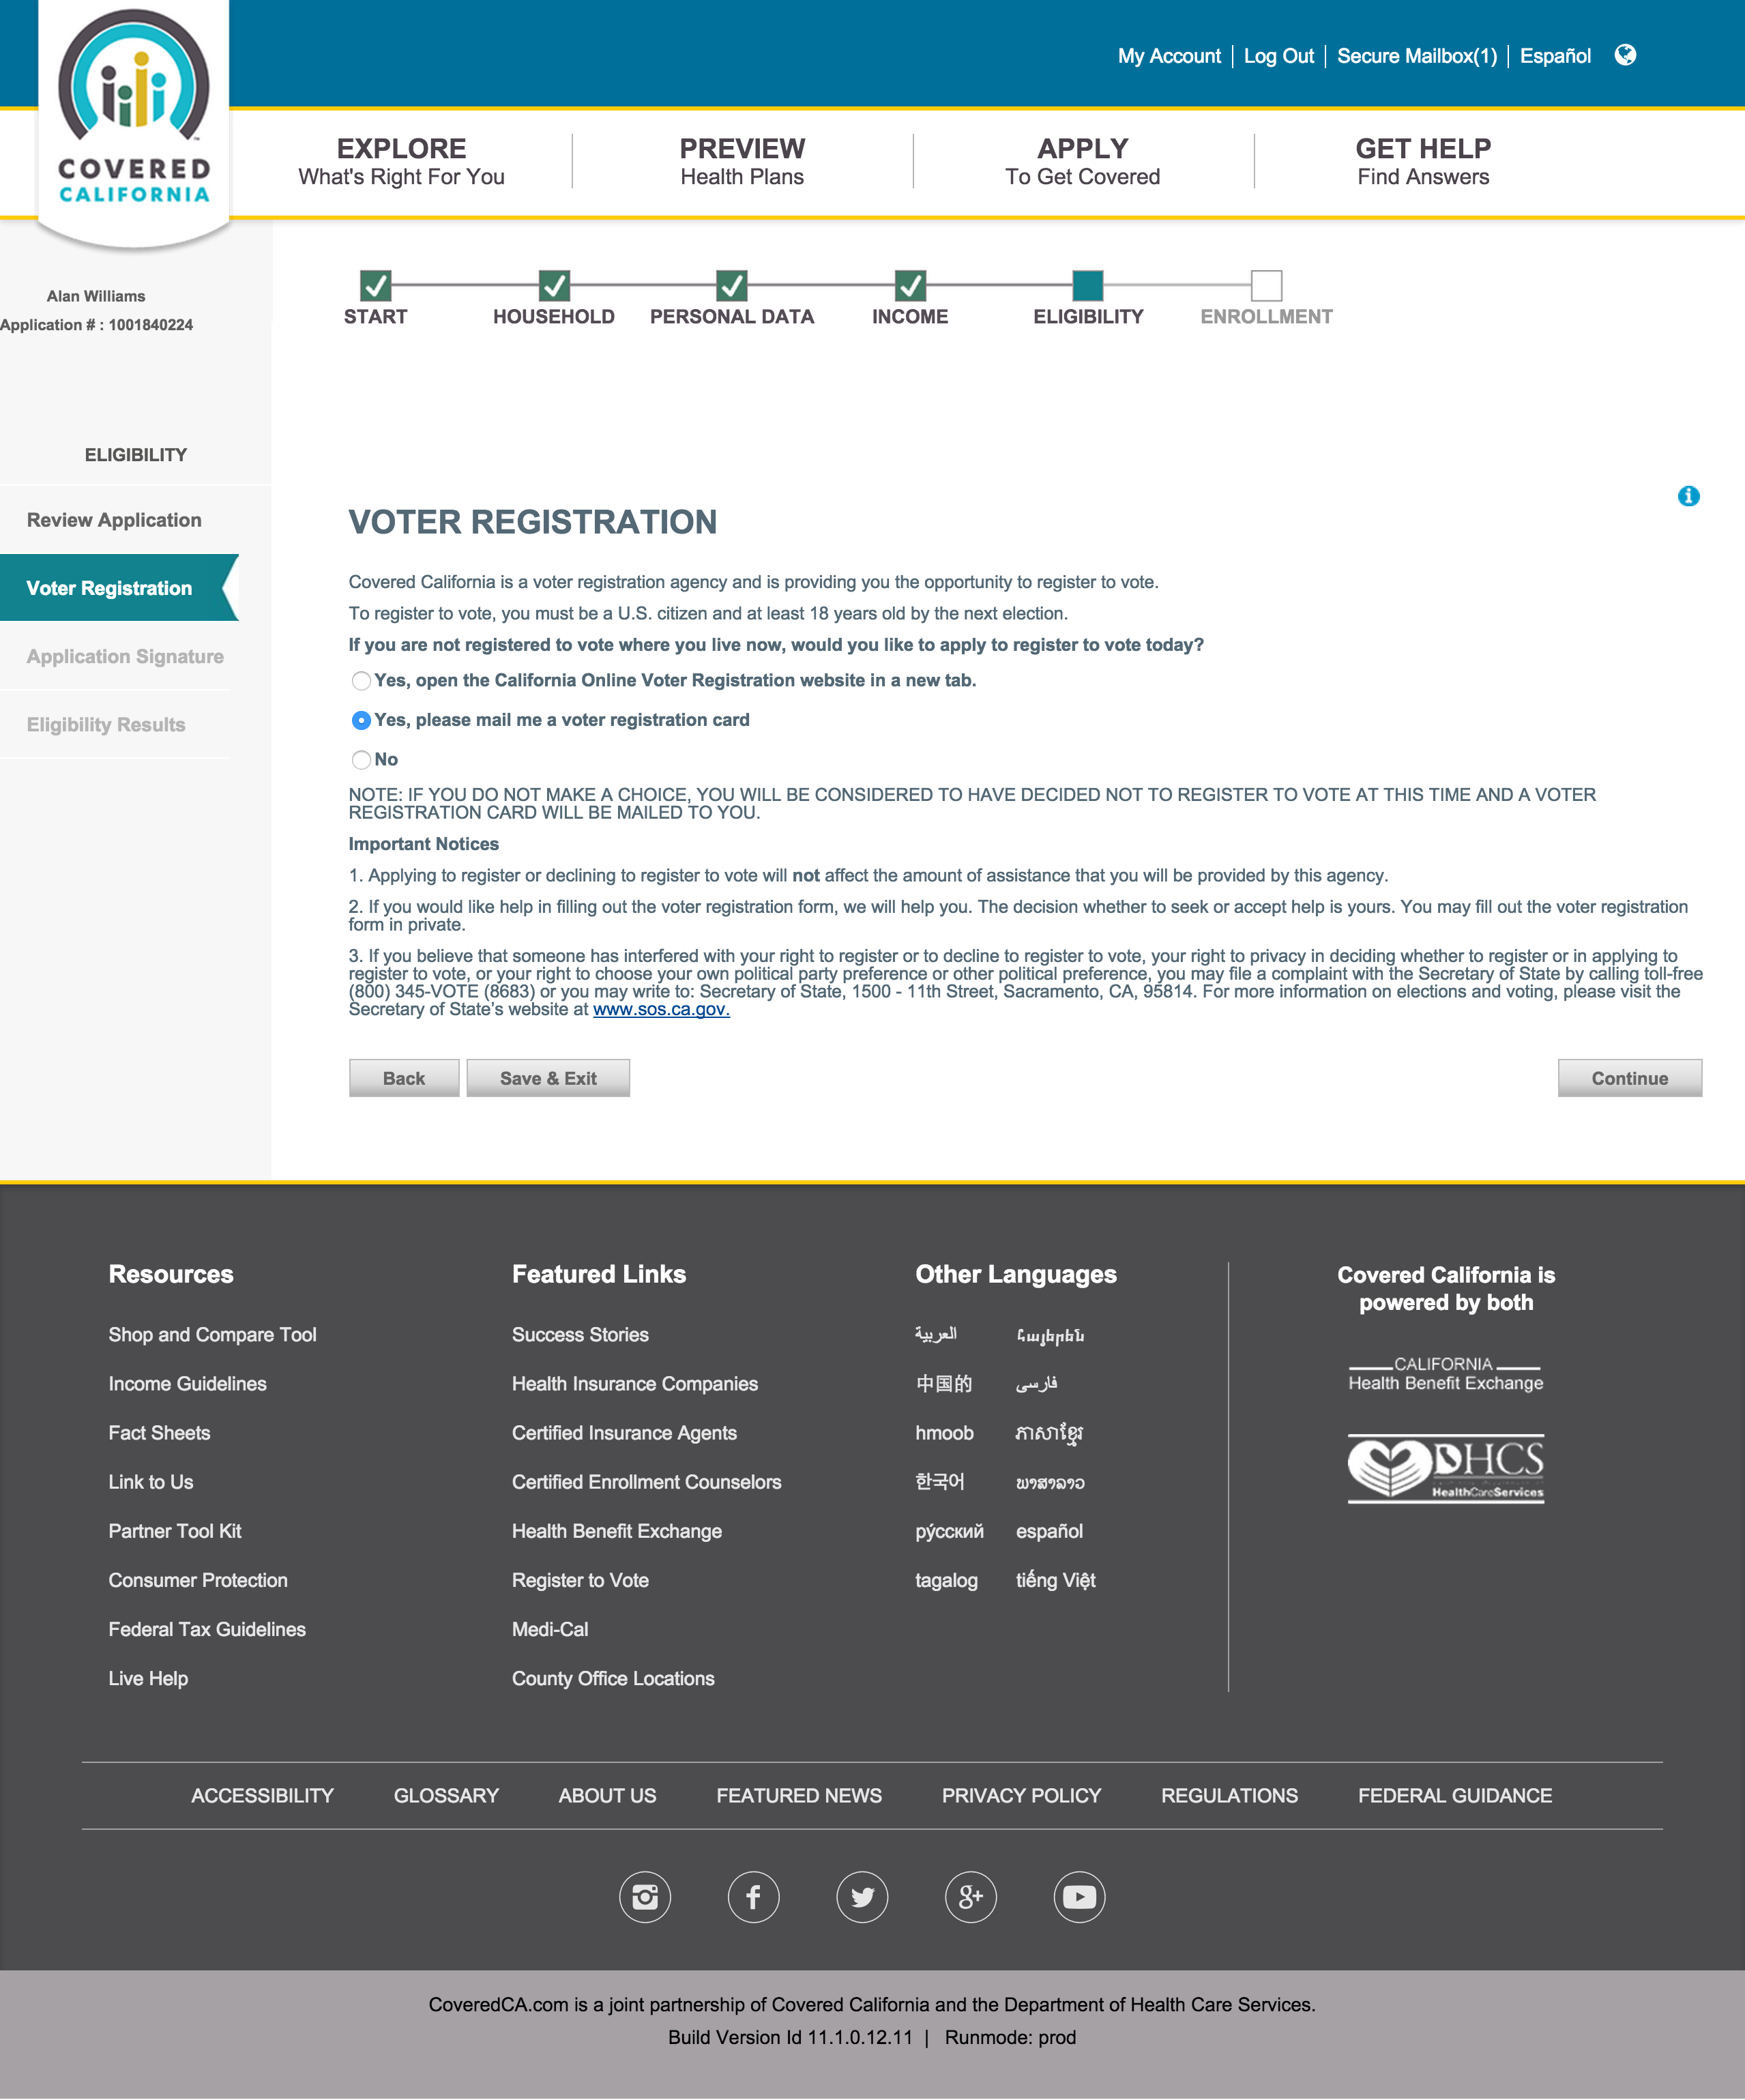 My Account | Log Out | Secure Mailbox(1) | Español
COVERED
CALIFORNIA
™
EXPLORE
What's Right For You
PREVIEW
Health Plans
APPLY
To Get Covered
GET HELP
Find Answers
Alan Williams
Application # : 1001840224
START
HOUSEHOLD
PERSONAL DATA
INCOME
ELIGIBILITY
ENROLLMENT
ELIGIBILITY
Review Application
Voter Registration
Application Signature
Eligibility Results
VOTER REGISTRATION
Covered California is a voter registration agency and is providing you the opportunity to register to vote.
To register to vote, you must be a U.S. citizen and at least 18 years old by the next election.
If you are not registered to vote where you live now, would you like to apply to register to vote today?
Yes, open the California Online Voter Registration website in a new tab.
Yes, please mail me a voter registration card
No
NOTE: IF YOU DO NOT MAKE A CHOICE, YOU WILL BE CONSIDERED TO HAVE DECIDED NOT TO REGISTER TO VOTE AT THIS TIME AND A VOTER
REGISTRATION CARD WILL BE MAILED TO YOU.
Important Notices
1. Applying to register or declining to register to vote will not affect the amount of assistance that you will be provided by this agency.
2. If you would like help in filling out the voter registration form, we will help you. The decision whether to seek or accept help is yours. You may fill out the voter registration
form in private.
3. If you believe that someone has interfered with your right to register or to decline to register to vote, your right to privacy in deciding whether to register or in applying to
register to vote, or your right to choose your own political party preference or other political preference, you may file a complaint with the Secretary of State by calling toll-free
(800) 345-VOTE (8683) or you may write to: Secretary of State, 1500 - 11th Street, Sacramento, CA, 95814. For more information on elections and voting, please visit the
Secretary of State’s website at www.sos.ca.gov.
Back
Save & Exit
Continue
Resources
Shop and Compare Tool
Income Guidelines
Fact Sheets
Link to Us
Partner Tool Kit
Consumer Protection
Federal Tax Guidelines
Live Help
Featured Links
Success Stories
Health Insurance Companies
Certified Insurance Agents
Certified Enrollment Counselors
Health Benefit Exchange
Register to Vote
Medi-Cal
County Office Locations
Other Languages
العربية Հայերեն
中国的 فارسی
hmoob ភាសាខ្មែរ
한국어 ພາສາລາວ
рýсский español
tagalog tiếng Việt
Covered California is
powered by both
CALIFORNIA
Health Benefit Exchange
DHCS
HealthCareServices
ACCESSIBILITY GLOSSARY ABOUT US FEATURED NEWS PRIVACY POLICY REGULATIONS FEDERAL GUIDANCE
CoveredCA.com is a joint partnership of Covered California and the Department of Health Care Services.
Build Version Id 11.1.0.12.11 | Runmode: prod